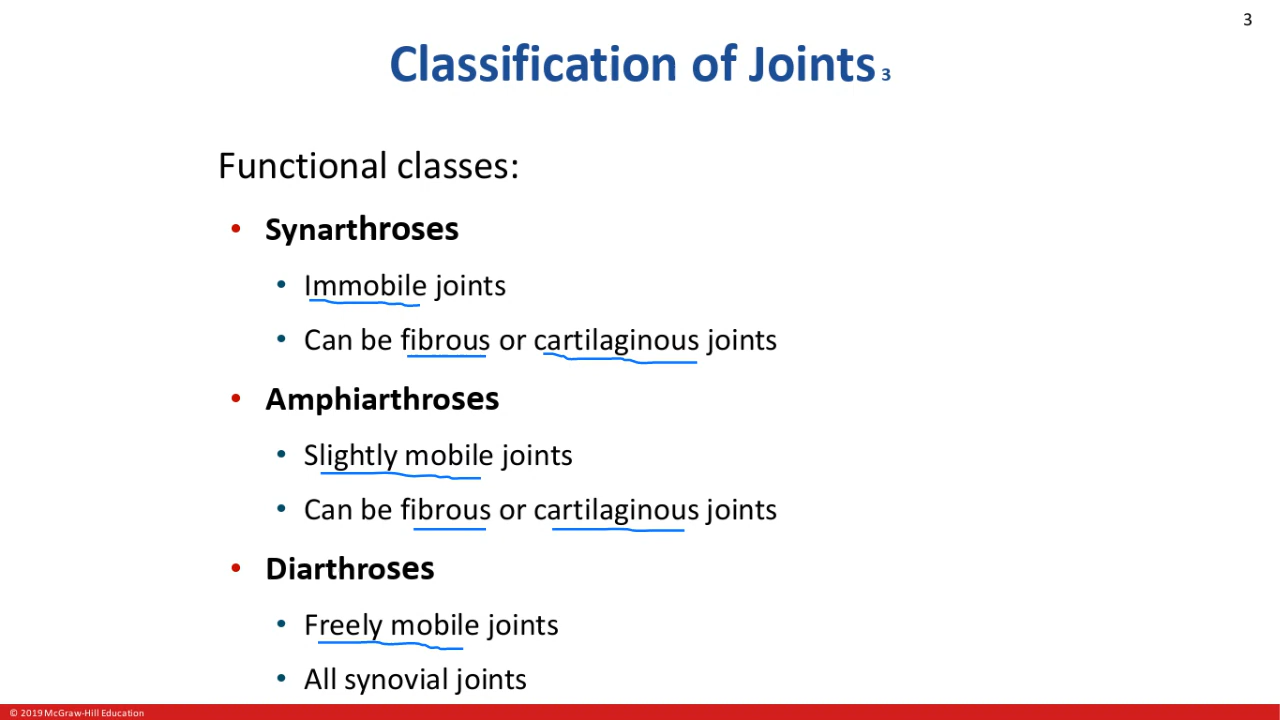 3
Classification of Joints 3
Functional classes:
• Synarthroses
• Immobile joints
• Can be fibrous or cartilaginous joints
• Amphiarthroses
• Slightly mobile joints
• Can be fibrous or cartilaginous joints
• Diarthroses
• Freely mobile joints
• All synovial joints
© 2019 McGraw-Hill Education